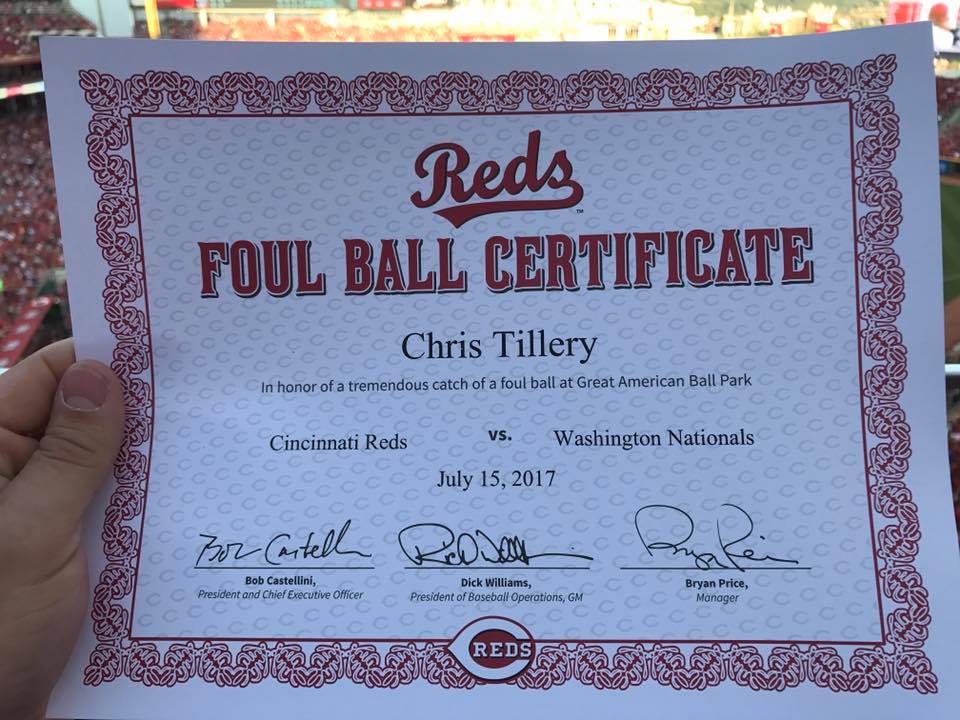 Reds
FOUL BALL CERTIFICATE
Chris Tillery
In honor of a tremendous catch of a foul ball at Great American Ball Park
Cincinnati Reds vs. Washington Nationals
July 15, 2017
Bob Castellini, Dick Williams, Bryan Price,
President and Chief Executive Officer President of Baseball Operations, GM Manager
REDS